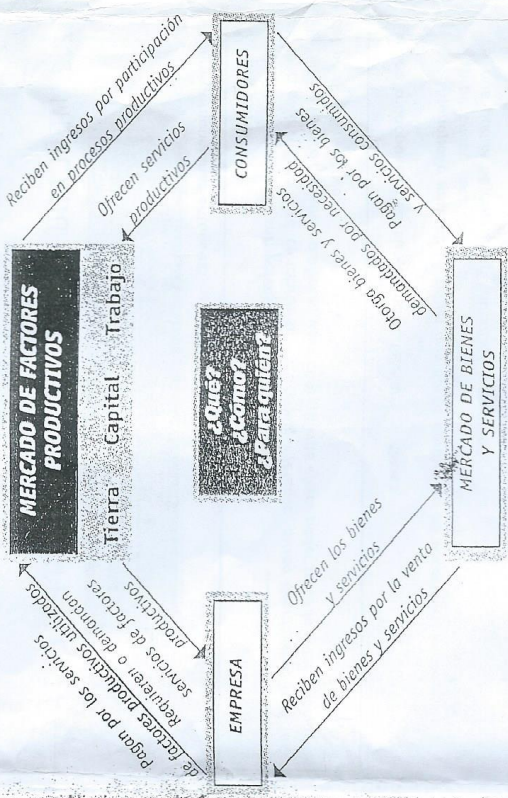 MERCADO DE FACTORES
PRODUCTIVOS
Tierra Capital Trabajo
Pagan por los servicios
de factores productivos utilizados
Requieren o demandan
servicios de factores
productivos
Reciben ingresos por participación
en procesos productivos
Ofrecen servicios
productivos
EMPRESA
¿Qué?
¿Cómo?
¿Para quien?
CONSUMIDORES
Ofrecen los bienes
y servicios
Reciben ingresos por la venta
de bienes y servicios
Otorga bienes y servicios
demandados por necesidad
Pagan por los bienes
y servicios consumidos
MERCADO DE BIENES
Y SERVICIOS